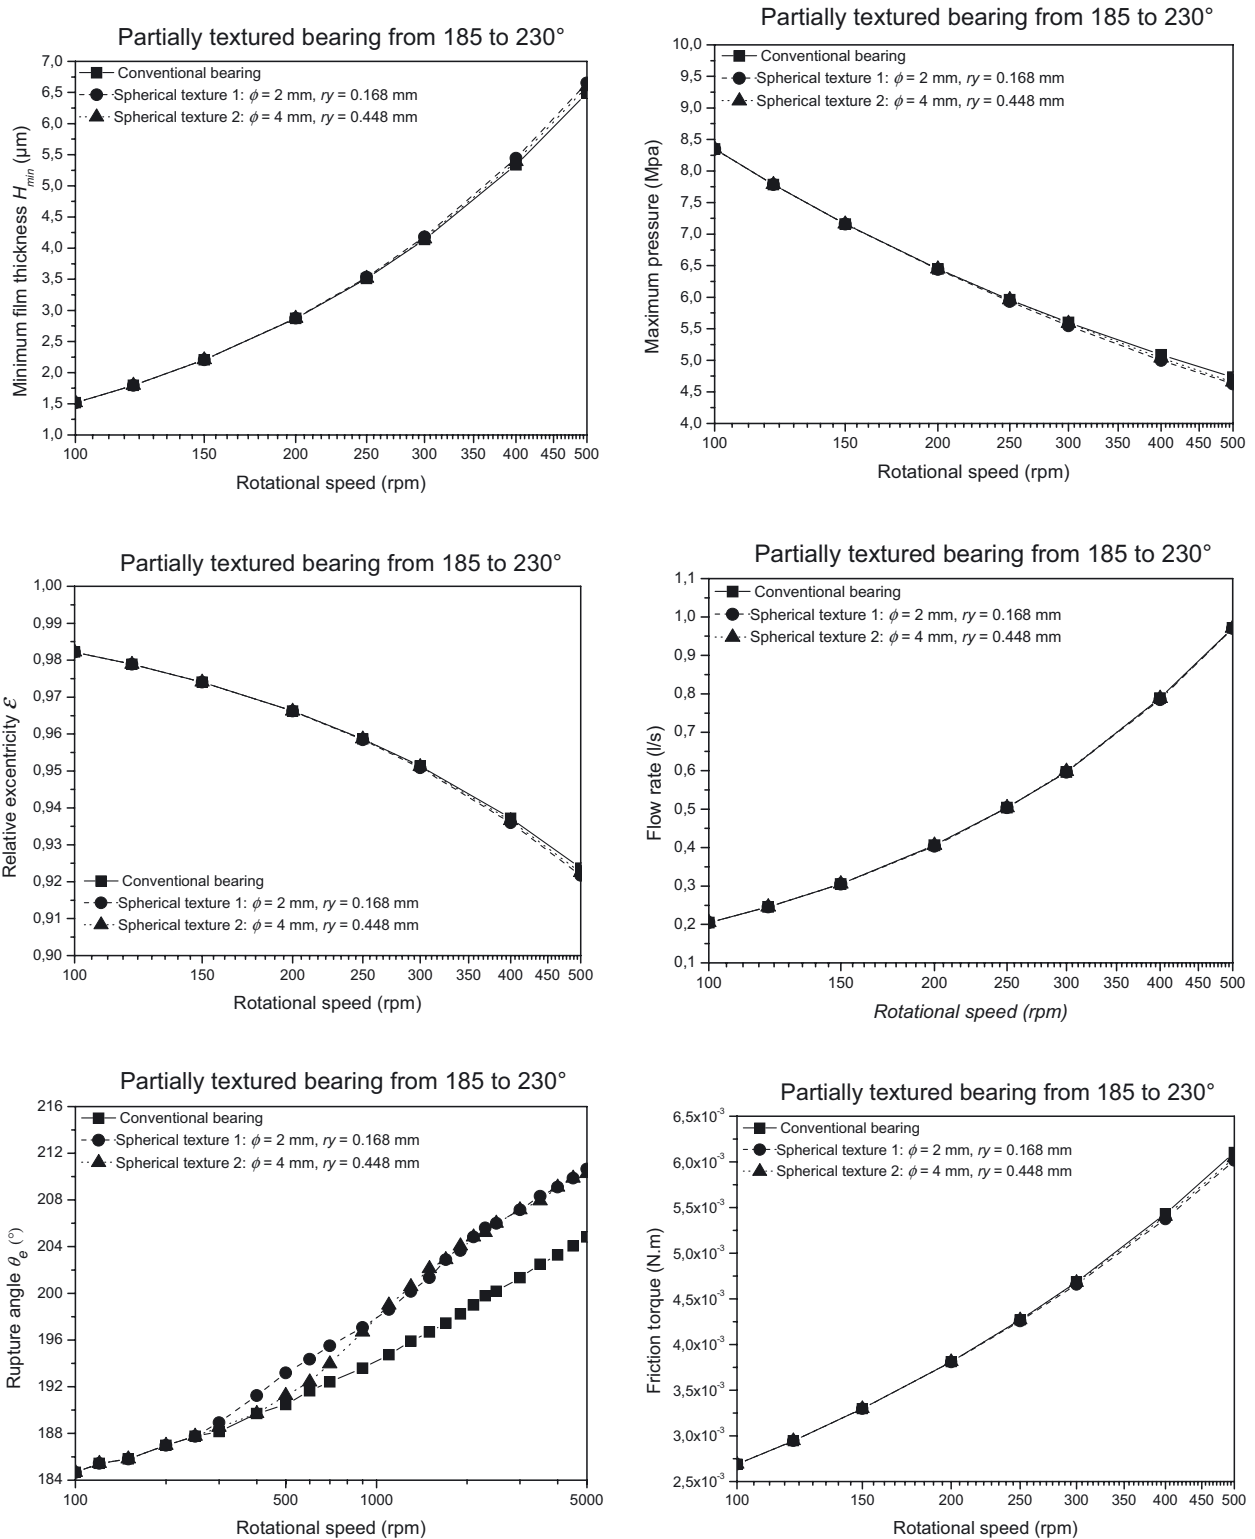 Partially textured bearing from 185 to 230°
7,0
6,5
6,0
5,5
5,0
4,5
4,0
3,5
3,0
2,5
2,0
1,5
1,0
Minimum film thickness Hmin (μm)
Conventional bearing
Spherical texture 1: ϕ = 2 mm, ry = 0.168 mm
Spherical texture 2: ϕ = 4 mm, ry = 0.448 mm
100 150 200 250 300 350 400 450 500
Rotational speed (rpm)
Partially textured bearing from 185 to 230°
10,0
9,5
9,0
8,5
8,0
7,5
7,0
6,5
6,0
5,5
5,0
4,5
4,0
Maximum pressure (Mpa)
Conventional bearing
Spherical texture 1: ϕ = 2 mm, ry = 0.168 mm
Spherical texture 2: ϕ = 4 mm, ry = 0.448 mm
100 150 200 250 300 350 400 450 500
Rotational speed (rpm)
Partially textured bearing from 185 to 230°
1,00
0,99
0,98
0,97
0,96
0,95
0,94
0,93
0,92
0,91
0,90
Relative excentricity ε
Conventional bearing
Spherical texture 1: ϕ = 2 mm, ry = 0.168 mm
Spherical texture 2: ϕ = 4 mm, ry = 0.448 mm
100 150 200 250 300 350 400 450 500
Rotational speed (rpm)
Partially textured bearing from 185 to 230°
1,1
1,0
0,9
0,8
0,7
0,6
0,5
0,4
0,3
0,2
0,1
Flow rate (l/s)
Conventional bearing
Spherical texture 1: ϕ = 2 mm, ry = 0.168 mm
Spherical texture 2: ϕ = 4 mm, ry = 0.448 mm
100 150 200 250 300 350 400 450 500
Rotational speed (rpm)
Partially textured bearing from 185 to 230°
216
212
208
204
200
196
192
188
184
Rupture angle θe (°)
Conventional bearing
Spherical texture 1: ϕ = 2 mm, ry = 0.168 mm
Spherical texture 2: ϕ = 4 mm, ry = 0.448 mm
100 500 1000 5000
Rotational speed (rpm)
Partially textured bearing from 185 to 230°
6,5x10⁻³
6,0x10⁻³
5,5x10⁻³
5,0x10⁻³
4,5x10⁻³
4,0x10⁻³
3,5x10⁻³
3,0x10⁻³
2,5x10⁻³
Friction torque (N.m)
Conventional bearing
Spherical texture 1: ϕ = 2 mm, ry = 0.168 mm
Spherical texture 2: ϕ = 4 mm, ry = 0.448 mm
100 150 200 250 300 350 400 450 500
Rotational speed (rpm)